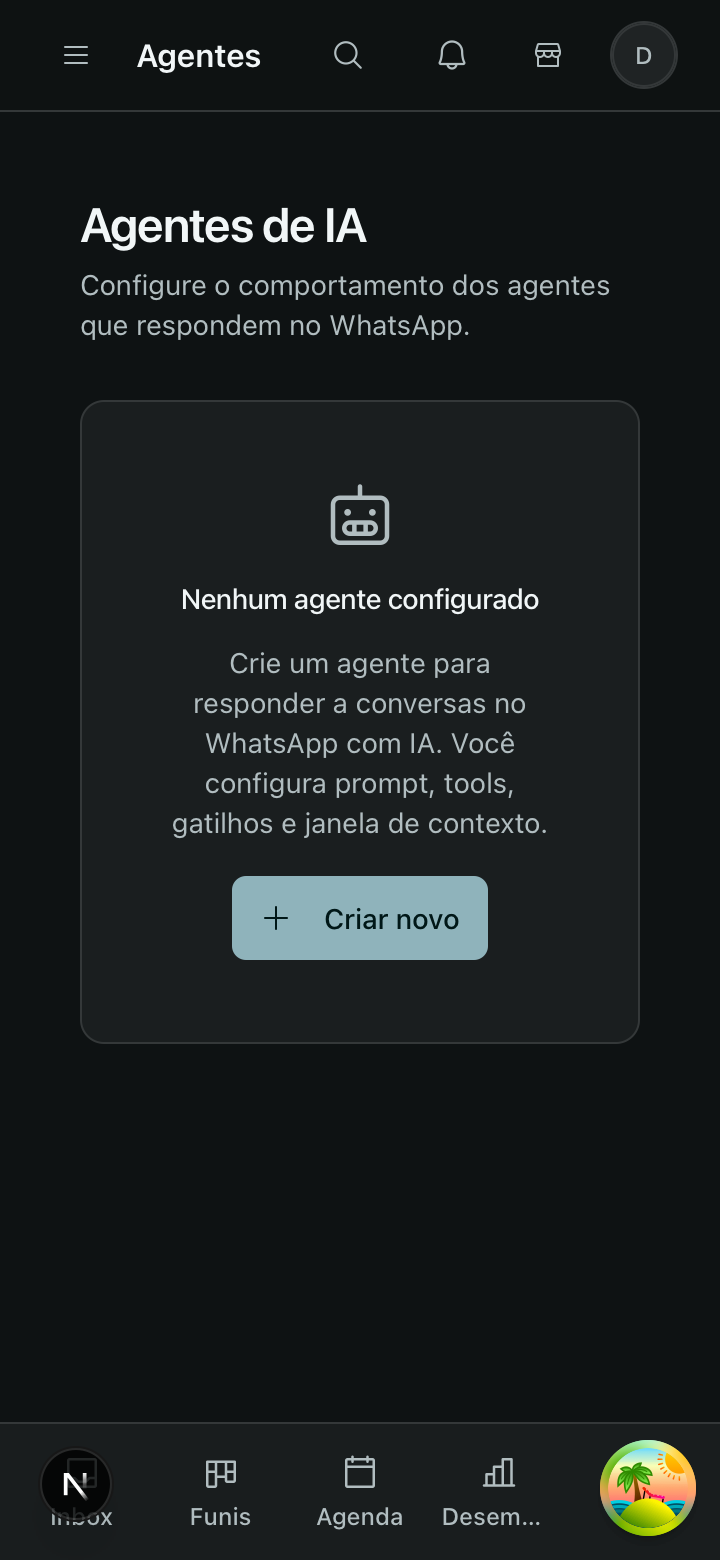 Agentes
D
Agentes de IA
Configure o comportamento dos agentes
que respondem no WhatsApp.
Nenhum agente configurado
Crie um agente para
responder a conversas no
WhatsApp com IA. Você
configura prompt, tools,
gatilhos e janela de contexto.
Criar novo
N
Inbox
Funis
Agenda
Desem...